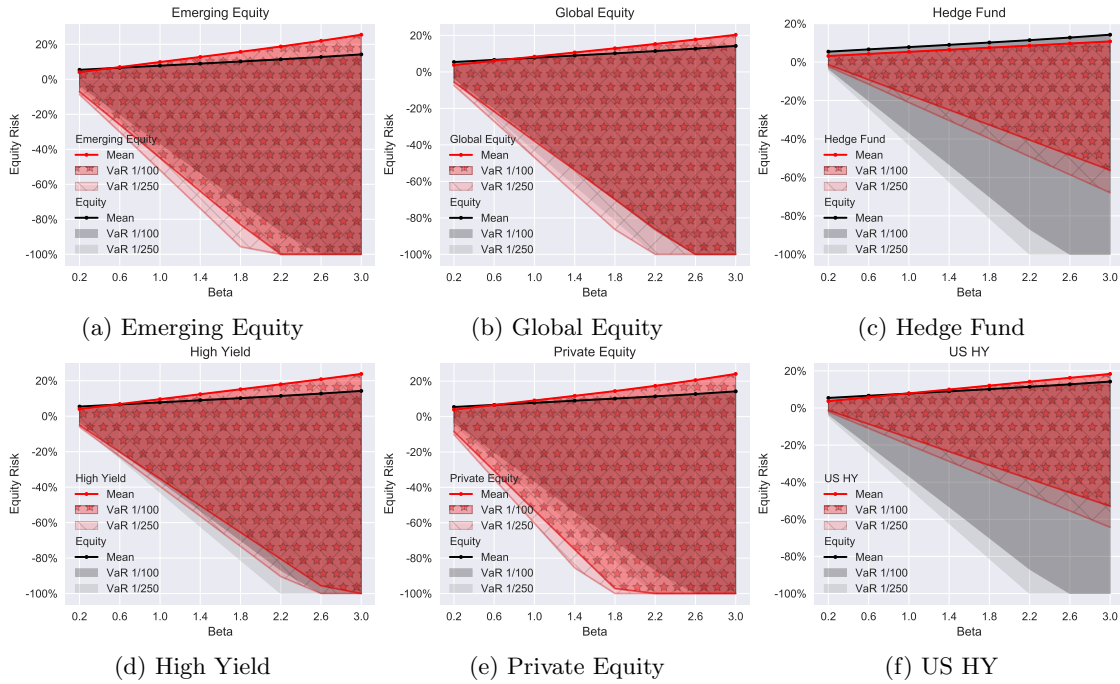 Emerging Equity
20%
0%
-20%
-40%
-60%
-80%
-100%
Equity Risk
Emerging Equity
Mean
VaR 1/100
VaR 1/250
Equity
Mean
VaR 1/100
VaR 1/250
0.2 0.6 1.0 1.4 1.8 2.2 2.6 3.0
Beta
(a) Emerging Equity
Global Equity
20%
0%
-20%
-40%
-60%
-80%
-100%
Equity Risk
Global Equity
Mean
VaR 1/100
VaR 1/250
Equity
Mean
VaR 1/100
VaR 1/250
0.2 0.6 1.0 1.4 1.8 2.2 2.6 3.0
Beta
(b) Global Equity
Hedge Fund
20%
0%
-20%
-40%
-60%
-80%
-100%
Equity Risk
Hedge Fund
Mean
VaR 1/100
VaR 1/250
Equity
Mean
VaR 1/100
VaR 1/250
0.2 0.6 1.0 1.4 1.8 2.2 2.6 3.0
Beta
(c) Hedge Fund
High Yield
20%
0%
-20%
-40%
-60%
-80%
-100%
Equity Risk
High Yield
Mean
VaR 1/100
VaR 1/250
Equity
Mean
VaR 1/100
VaR 1/250
0.2 0.6 1.0 1.4 1.8 2.2 2.6 3.0
Beta
(d) High Yield
Private Equity
20%
0%
-20%
-40%
-60%
-80%
-100%
Equity Risk
Private Equity
Mean
VaR 1/100
VaR 1/250
Equity
Mean
VaR 1/100
VaR 1/250
0.2 0.6 1.0 1.4 1.8 2.2 2.6 3.0
Beta
(e) Private Equity
US HY
20%
0%
-20%
-40%
-60%
-80%
-100%
Equity Risk
US HY
Mean
VaR 1/100
VaR 1/250
Equity
Mean
VaR 1/100
VaR 1/250
0.2 0.6 1.0 1.4 1.8 2.2 2.6 3.0
Beta
(f) US HY